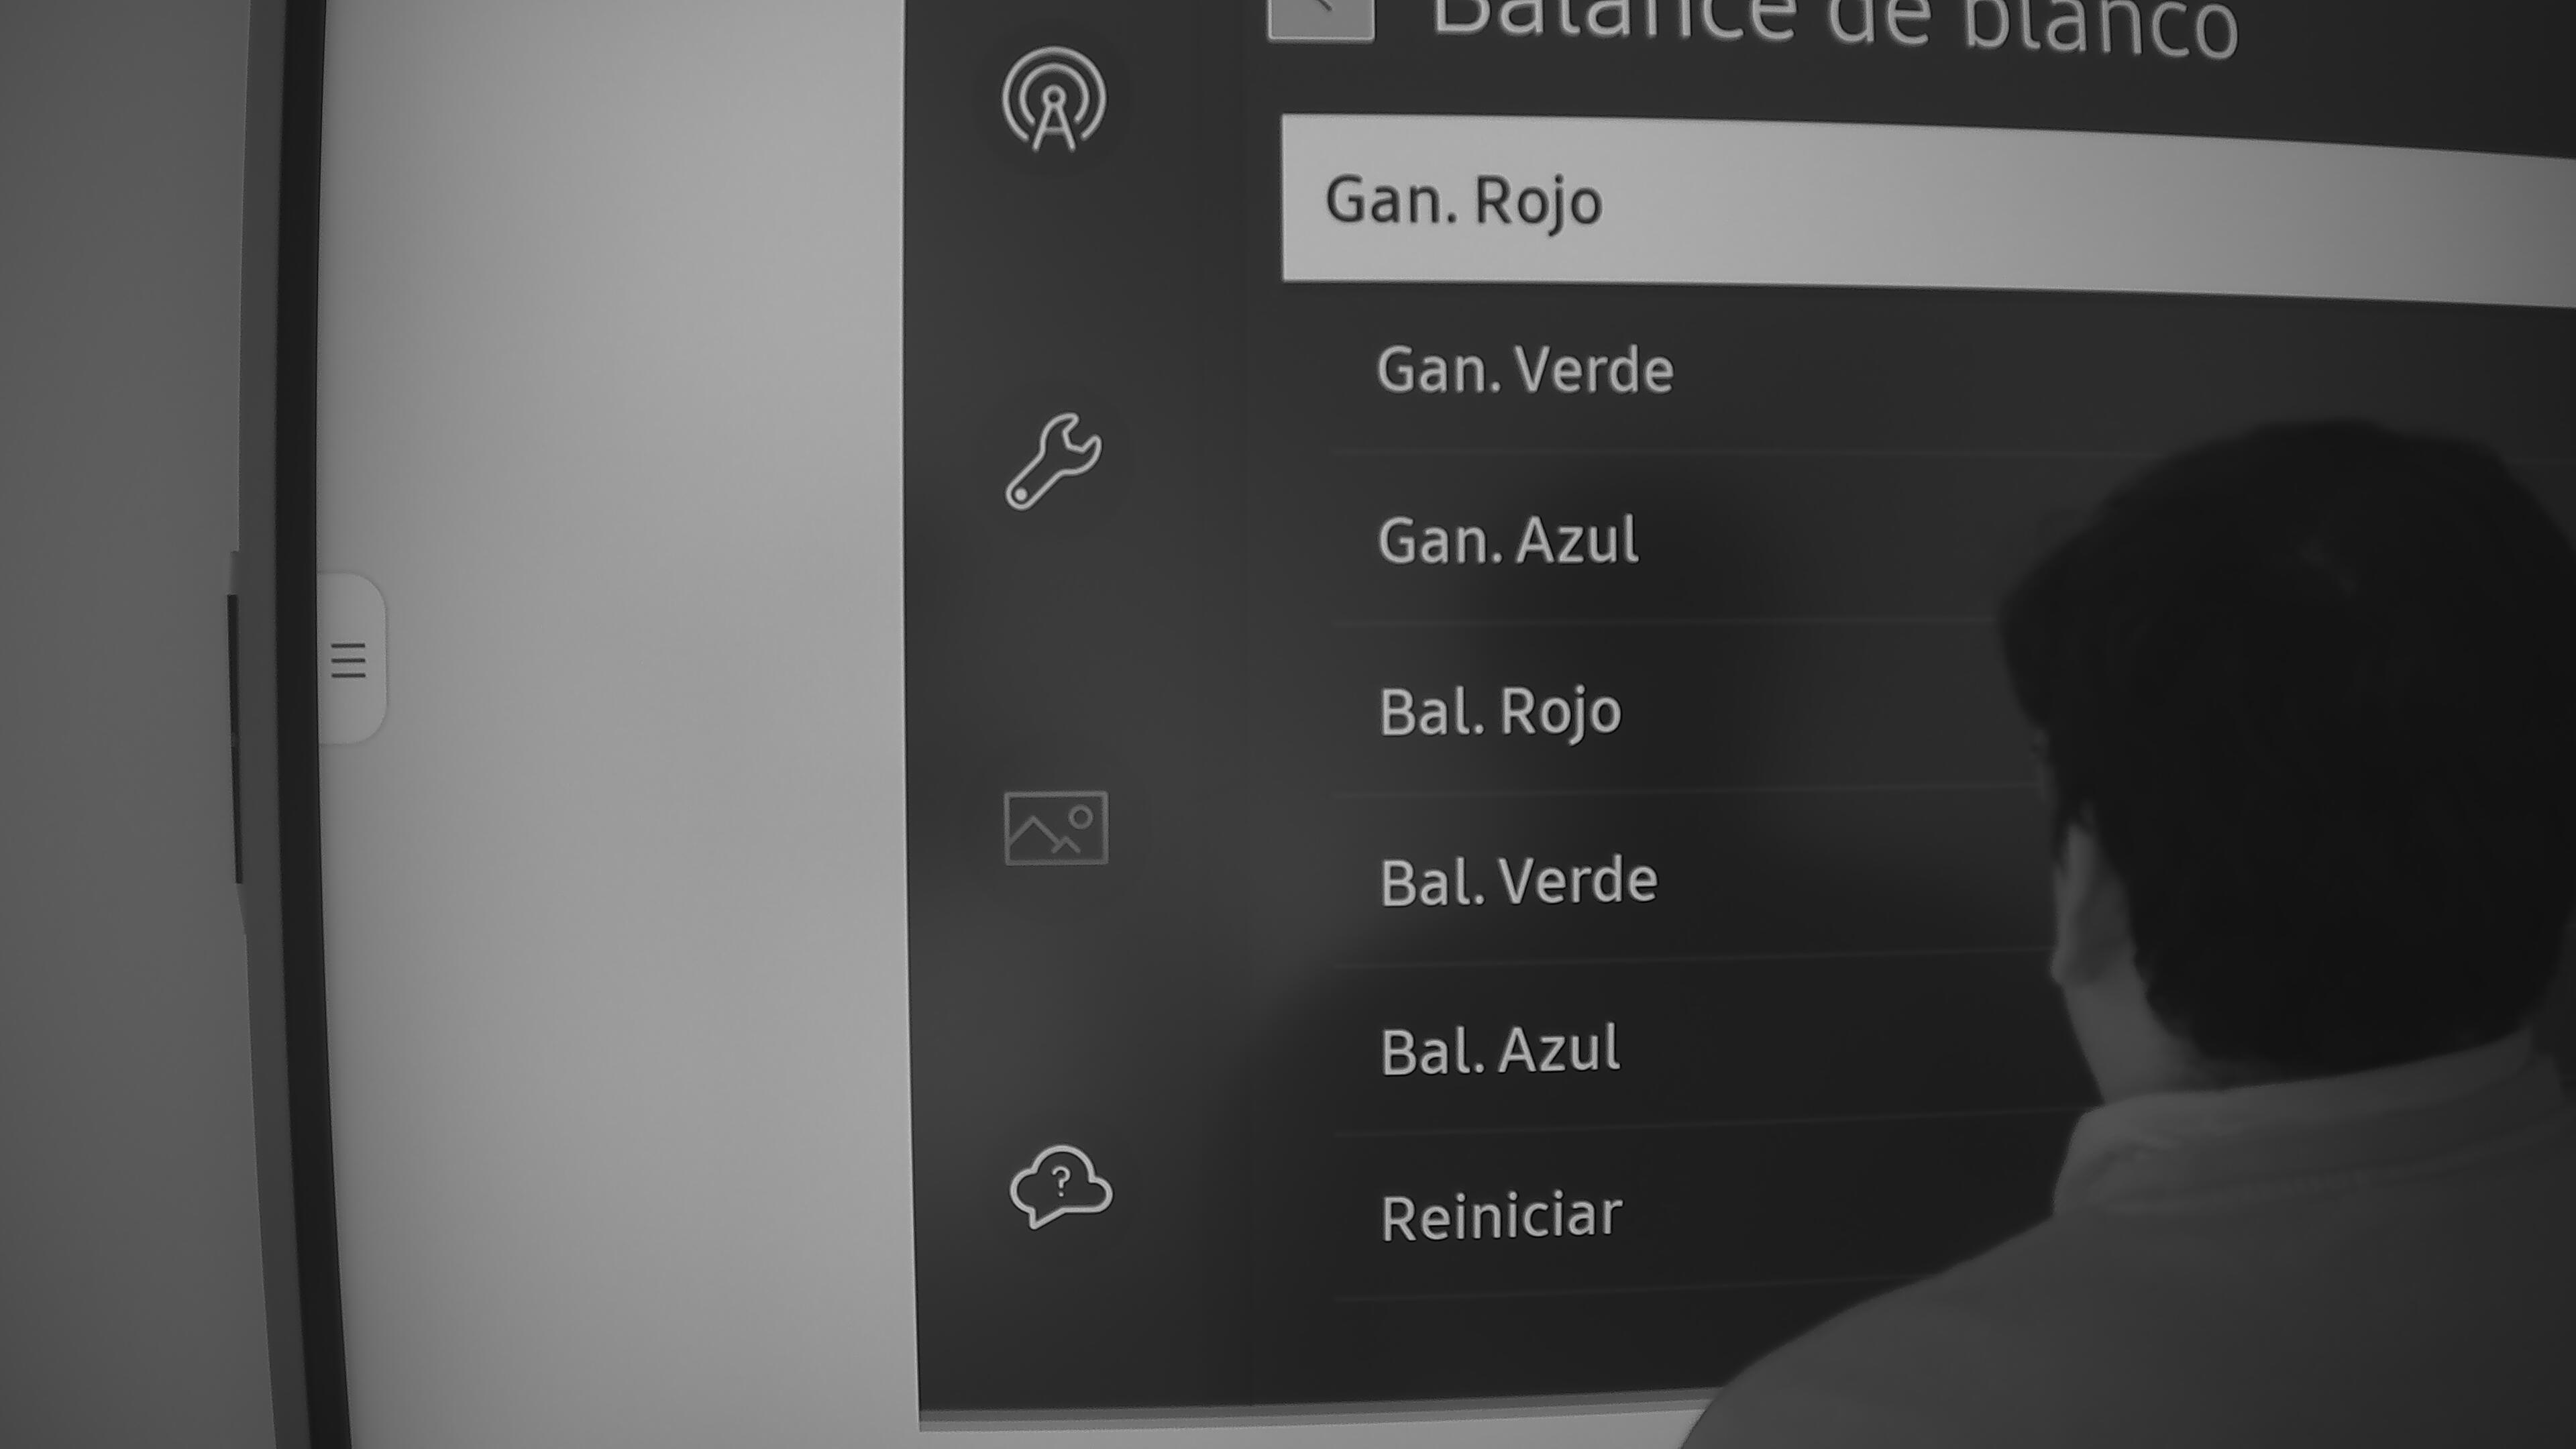 Balance de blanco
Gan. Rojo
Gan. Verde
Gan. Azul
Bal. Rojo
Bal. Verde
Bal. Azul
Reiniciar
?